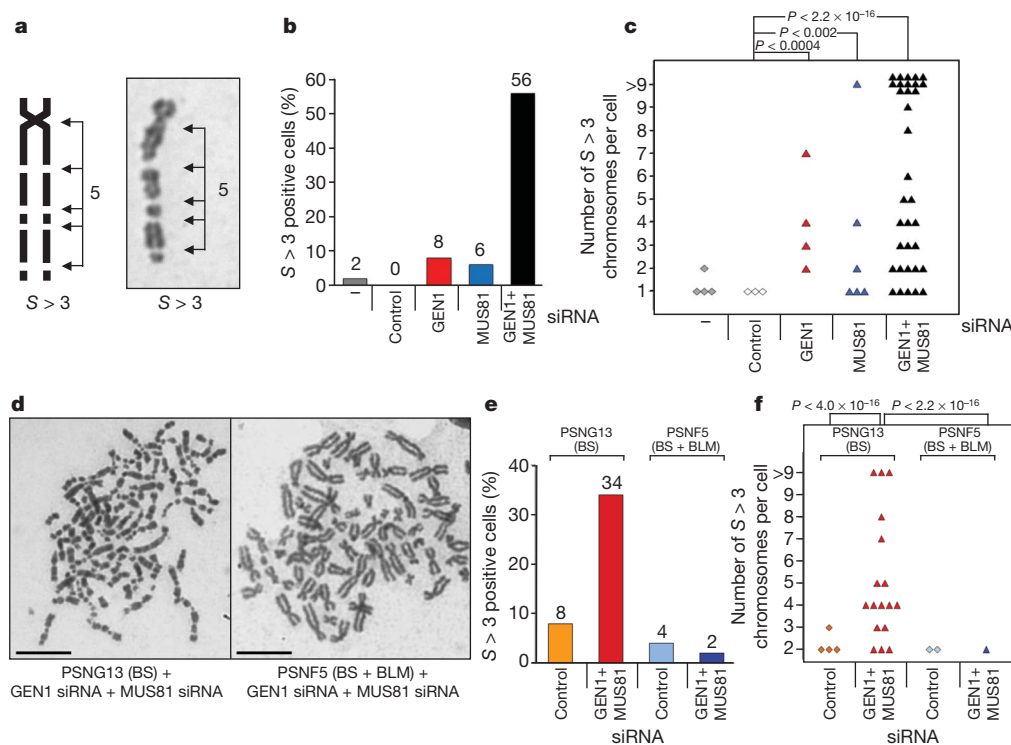 a
5
5
S > 3
S > 3
b
S > 3 positive cells (%)
60
50
40
30
20
10
0
2
0
8
6
56
–
Control
GEN1
MUS81
GEN1+
MUS81
siRNA
c
P < 2.2 × 10⁻¹⁶
P < 0.002
P < 0.0004
Number of S > 3
chromosomes per cell
>9
9
8
7
6
5
4
3
2
1
–
Control
GEN1
MUS81
GEN1+
MUS81
siRNA
d
PSNG13 (BS) +
GEN1 siRNA + MUS81 siRNA
PSNF5 (BS + BLM) +
GEN1 siRNA + MUS81 siRNA
e
PSNG13
(BS)
PSNF5
(BS + BLM)
S > 3 positive cells (%)
40
30
20
10
0
8
34
4
2
Control
GEN1+
MUS81
Control
GEN1+
MUS81
siRNA
f
P < 4.0 × 10⁻¹⁶
P < 2.2 × 10⁻¹⁶
PSNG13
(BS)
PSNF5
(BS + BLM)
Number of S > 3
chromosomes per cell
>9
9
8
7
6
5
4
3
2
Control
GEN1+
MUS81
Control
GEN1+
MUS81
siRNA